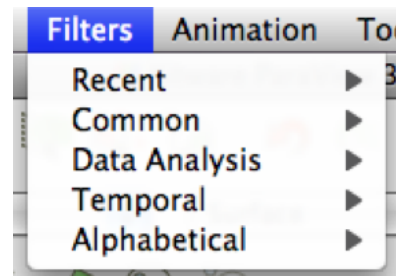 Filters Animation
Recent
Common
Data Analysis
Temporal
Alphabetical